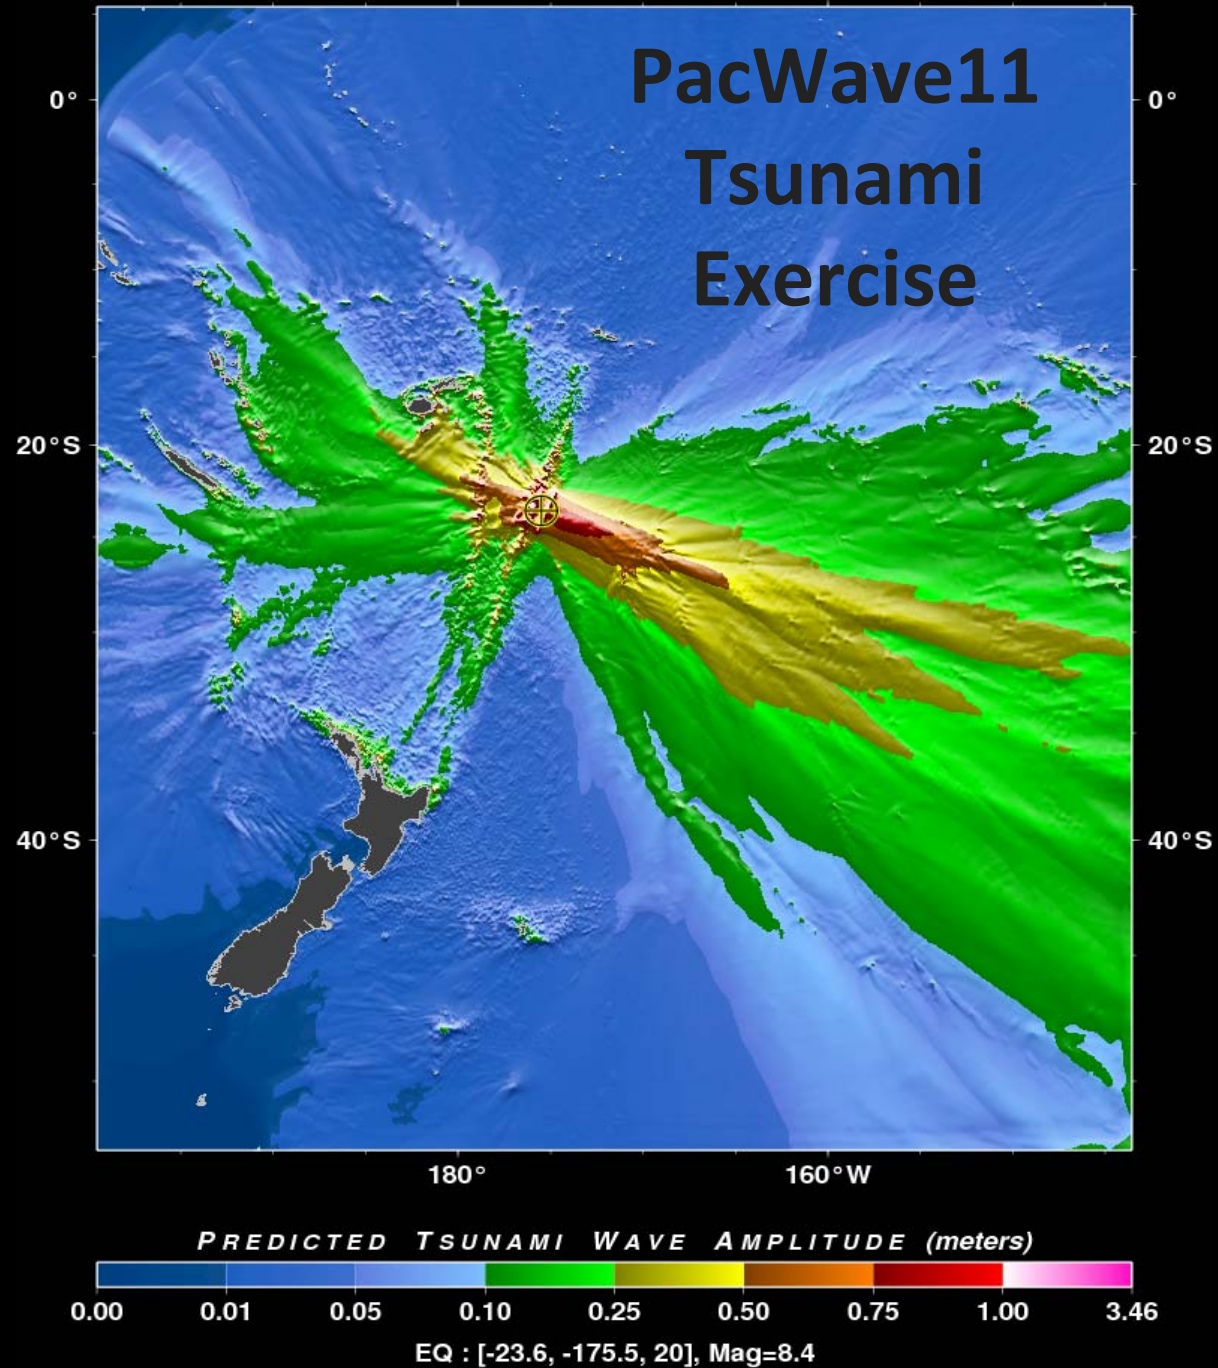 PacWave11
Tsunami
Exercise
0° 0°
20°S 20°S
40°S 40°S
180° 160°W
PREDICTED TSUNAMI WAVE AMPLITUDE (meters)
0.00 0.01 0.05 0.10 0.25 0.50 0.75 1.00 3.46
EQ : [-23.6, -175.5, 20], Mag=8.4